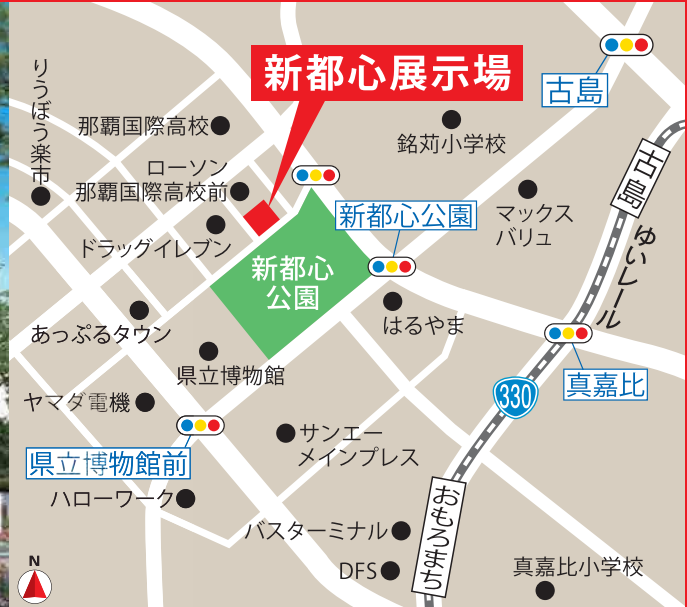 新都心展示場
古島
りうぼう楽市
那覇国際高校
銘苅小学校
ローソン
那覇国際高校前
古島
マックス
バリュ
新都心公園
ドラッグイレブン
ゆいレール
新都心
公園
はるやま
あっぷるタウン
県立博物館
真嘉比
330
ヤマダ電機
サンエー
メインプレス
県立博物館前
ハローワーク
おもろまち
バスターミナル
DFS
真嘉比小学校
N